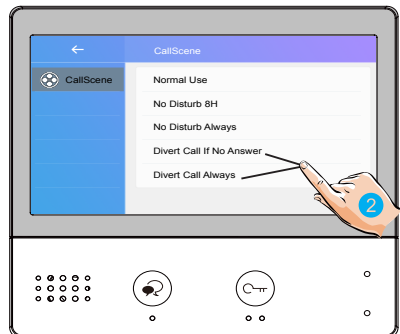 CallScene
CallScene
Normal Use
No Disturb 8H
No Disturb Always
Divert Call If No Answer
Divert Call Always
2